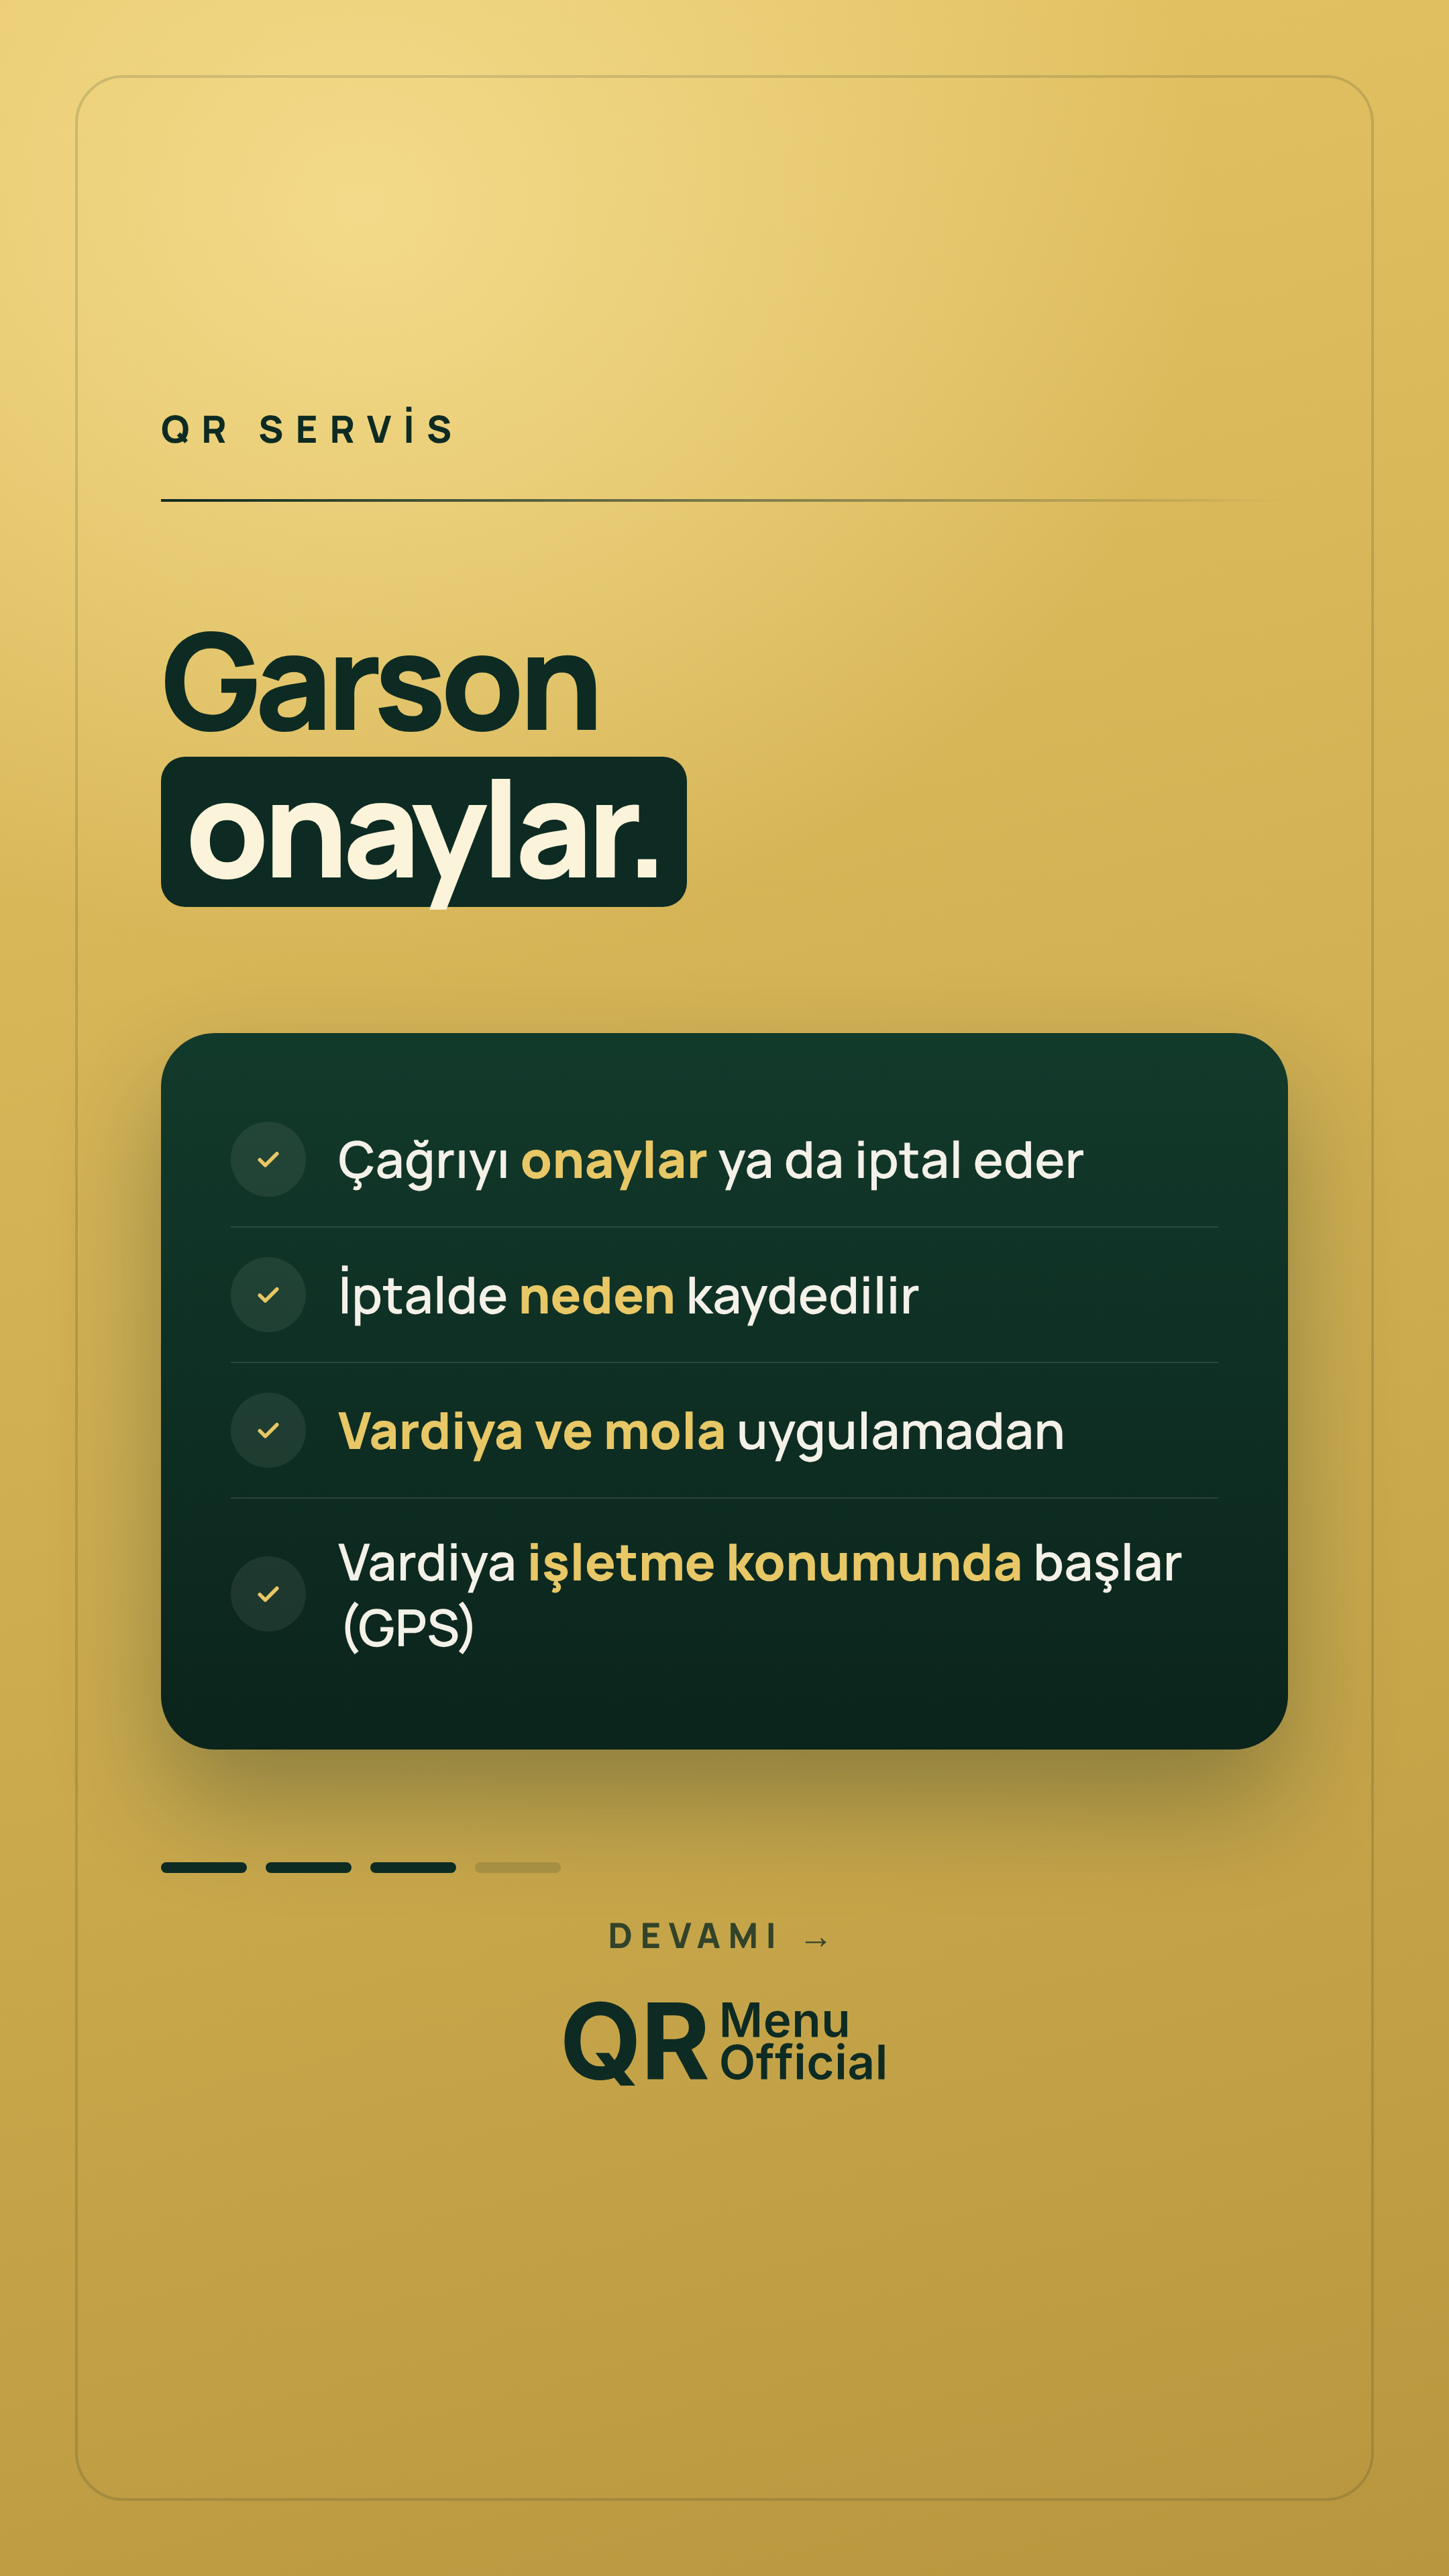 QR SERVİS
Garson
onaylar.
Çağrıyı onaylar ya da iptal eder
İptalde neden kaydedilir
Vardiya ve mola uygulamadan
Vardiya işletme konumunda başlar
(GPS)
DEVAMI →
QR Menu
Official